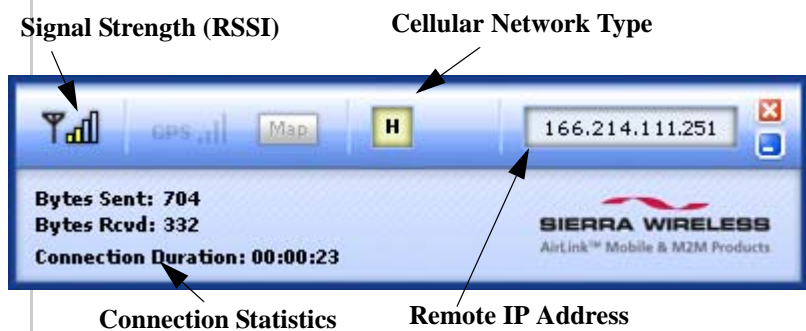 Signal Strength (RSSI)
Cellular Network Type
GPS
Map
H
166.214.111.251
Bytes Sent: 704
Bytes Rcvd: 332
Connection Duration: 00:00:23
SIERRA WIRELESS
AirLink™ Mobile & M2M Products
Connection Statistics
Remote IP Address